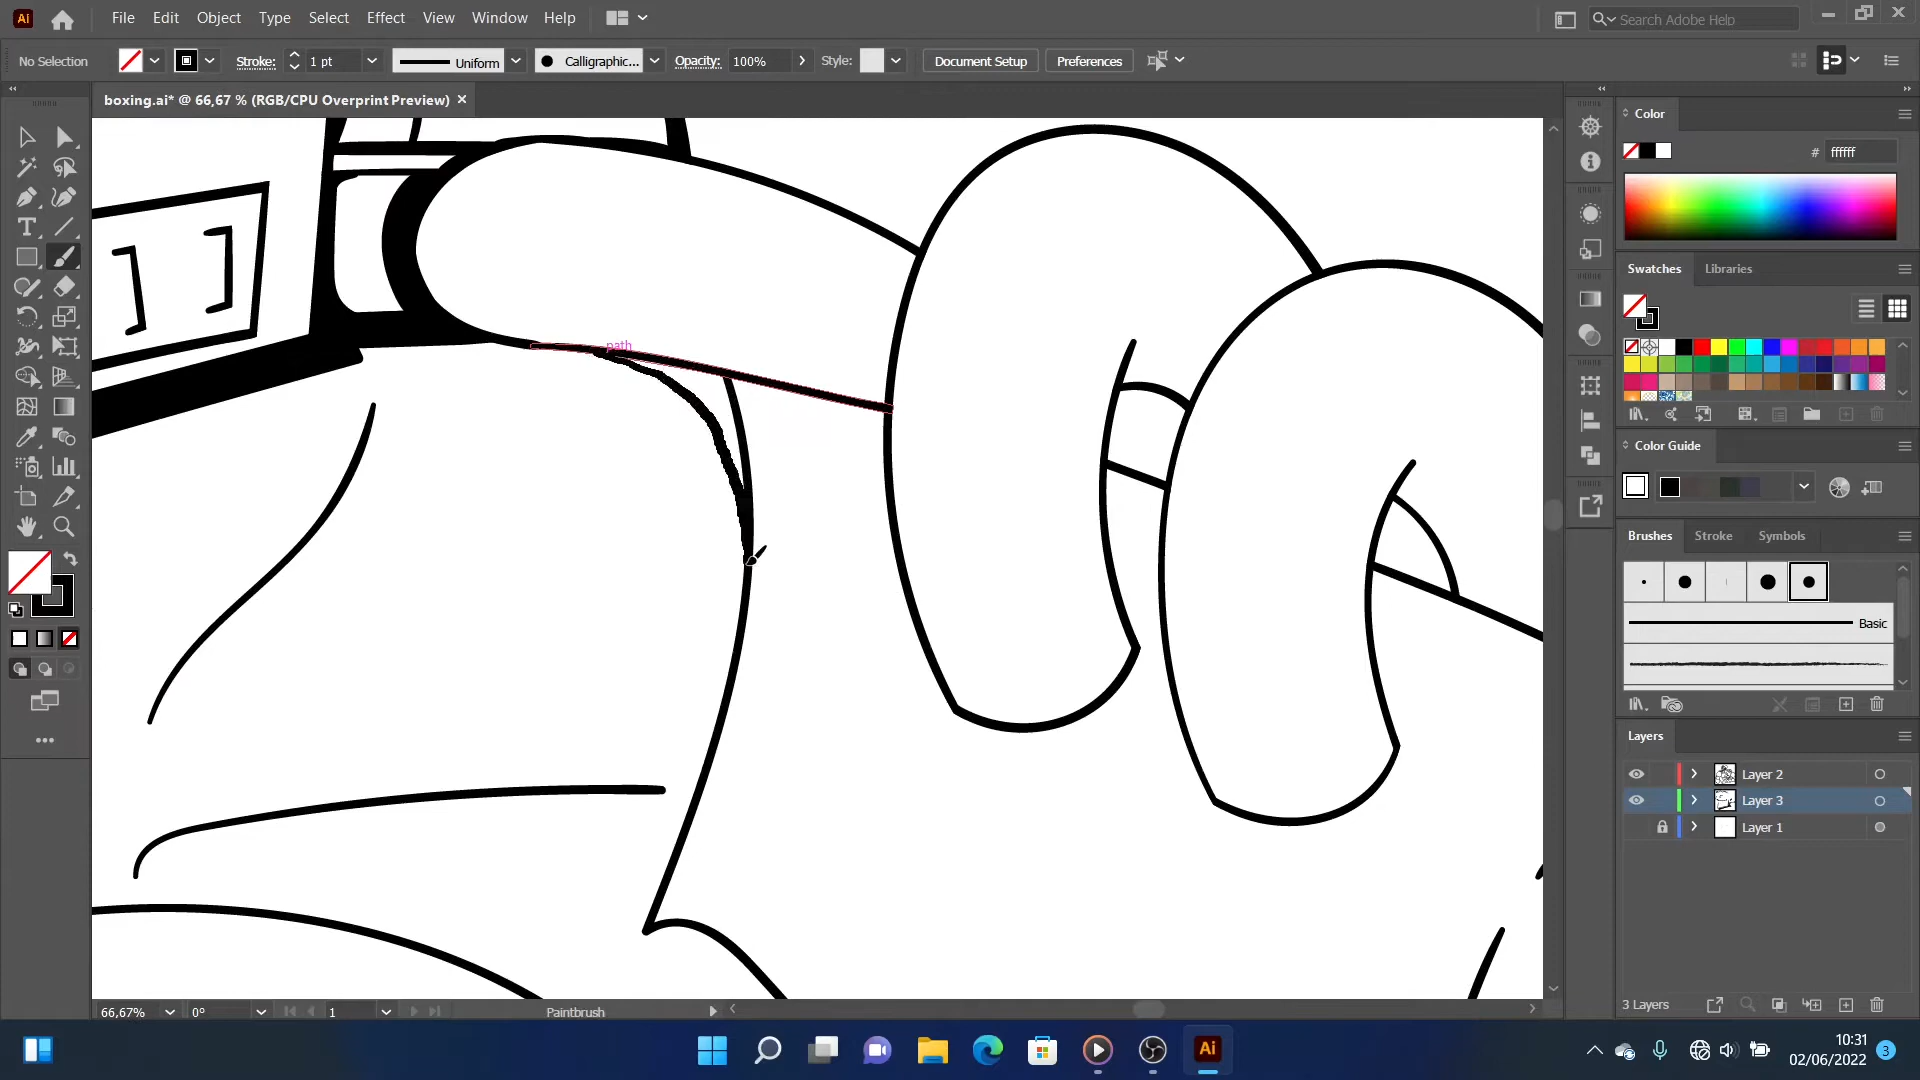 Ai File Edit Object Type Select Effect View Window Help Search Adobe Help
No Selection Stroke: 1 pt Uniform Calligraphic... Opacity: 100% Style: Document Setup Preferences
boxing.ai* @ 66,67 % (RGB/CPU Overprint Preview)
Color
# ffffff
Swatches Libraries
path
Color Guide
Brushes Stroke Symbols
Basic
Layers
Layer 2
Layer 3
Layer 1
3 Layers
66,67% 0° 1 Paintbrush
Ai
10:31
02/06/2022 3